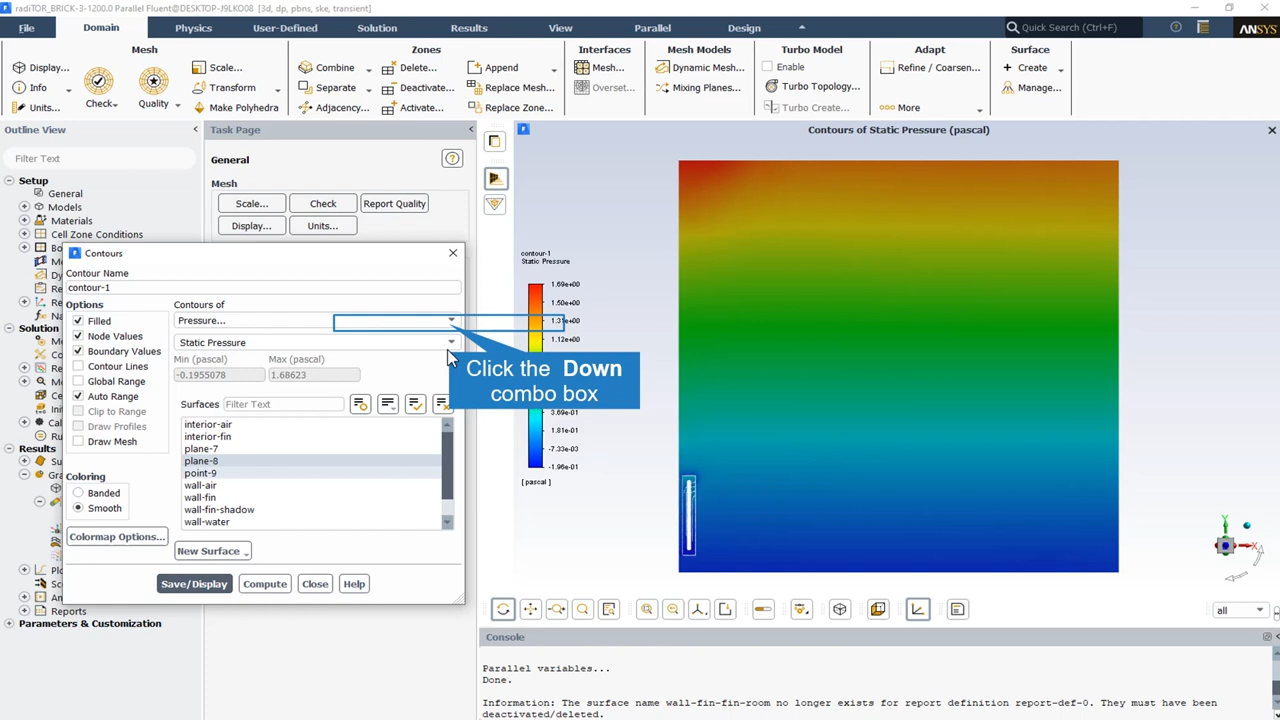 radiTOR_BRICK-3-1200.0 Parallel Fluent@DESKTOP-J9LKO08 [3d, dp, pbns, ske, transient]
File Domain Physics User-Defined Solution Results View Parallel Design Quick Search (Ctrl+F) ANSYS
Mesh Zones Interfaces Mesh Models Turbo Model Adapt Surface
Display... Scale... Combine Delete... Append Mesh... Dynamic Mesh... Enable Refine / Coarsen... Create
Info Transform Separate Deactivate... Replace Mesh... Overset... Mixing Planes... Turbo Topology... Manage...
Units... Check Quality Make Polyhedra Adjacency... Activate... Replace Zone... Turbo Create... More
Outline View Task Page Contours of Static Pressure (pascal)
Filter Text
General
Setup
General
Models
Materials
Cell Zone Conditions
Mesh
Scale... Check Report Quality
Display... Units...
Contours
Contour Name
contour-1
Options
Filled
Node Values
Boundary Values
Contour Lines
Global Range
Auto Range
Clip to Range
Draw Profiles
Draw Mesh
Coloring
Banded
Smooth
Colormap Options...
Contours of
Pressure...
Static Pressure
Min (pascal) Max (pascal)
-0.1955078 1.68623
Surfaces Filter Text
interior-air
interior-fin
plane-7
plane-8
point-9
wall-air
wall-fin
wall-fin-shadow
wall-water
New Surface
Save/Display Compute Close Help
Solution
Results
Reports
Parameters & Customization
contour-1
Static Pressure
1.69e+00
1.50e+00
1.31e+00
1.12e+00
3.69e-01
1.81e-01
-7.33e-03
-1.96e-01
[ pascal ]
Click the Down
combo box
Y
X
all
Console
Parallel variables...
Done.
Information: The surface name wall-fin-fin-room no longer exists for report definition report-def-0. They must have been
deactivated/deleted.